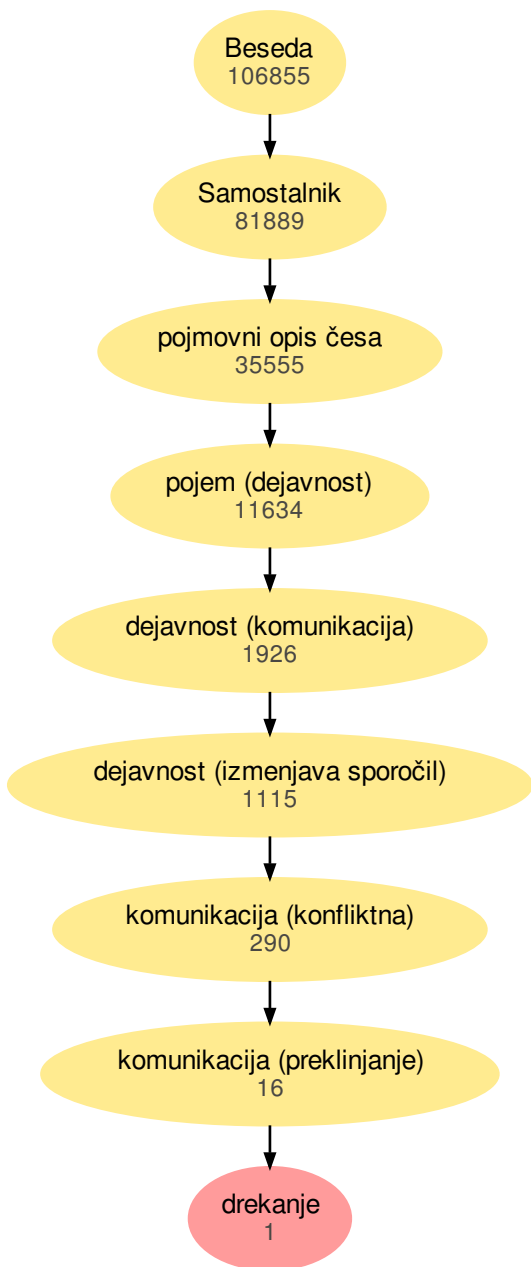 Beseda
106855
Samostalnik
81889
pojmovni opis česa
35555
pojem (dejavnost)
11634
dejavnost (komunikacija)
1926
dejavnost (izmenjava sporočil)
1115
komunikacija (konfliktna)
290
komunikacija (preklinjanje)
16
drekanje
1